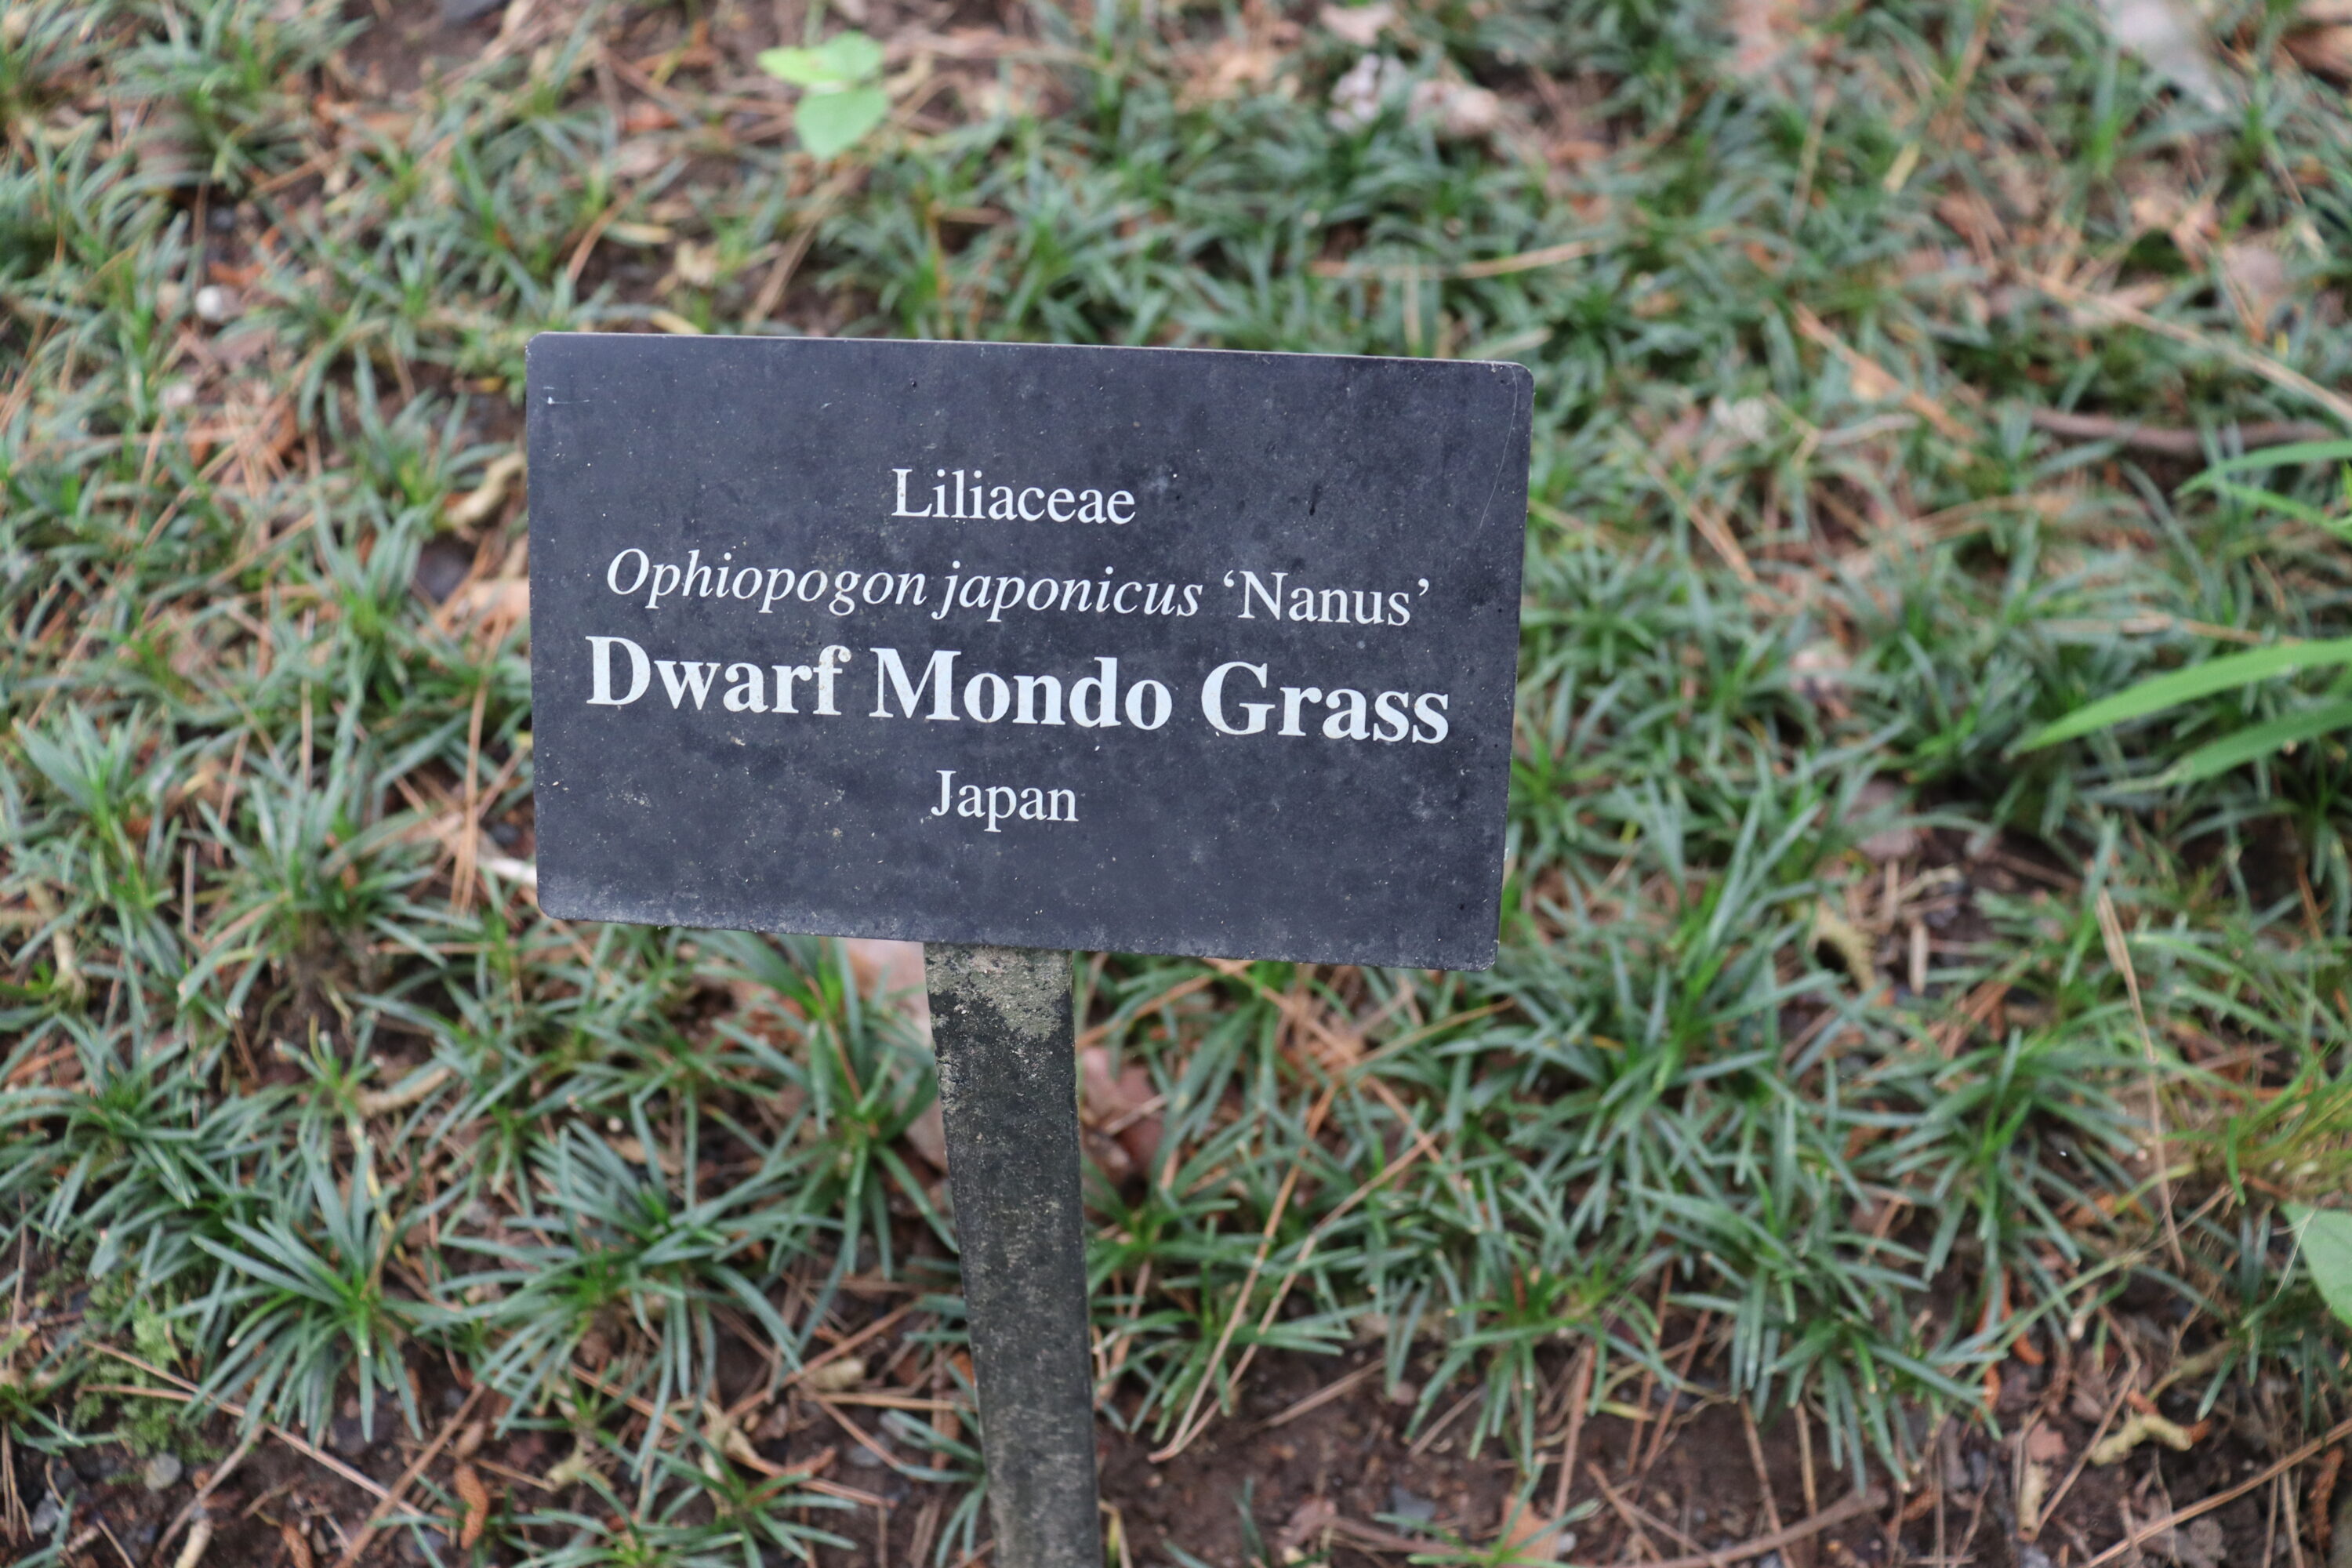 Liliaceae
Ophiopogon japonicus ‘Nanus’
Dwarf Mondo Grass
Japan